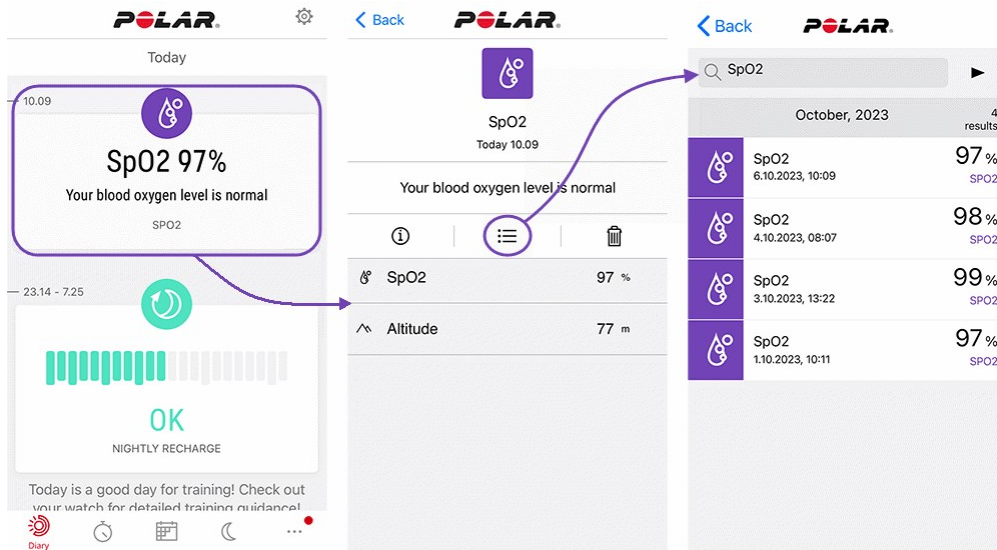 POLAR.
Today
10.09
SpO2 97%
Your blood oxygen level is normal
SPO2
23.14 - 7.25
OK
NIGHTLY RECHARGE
Today is a good day for training! Check out
your watch for detailed training guidance!
Diary
Back
POLAR.
SpO2
Today 10.09
Your blood oxygen level is normal
SpO2 97 %
Altitude 77 m
Back
POLAR.
SpO2
October, 2023
4
results
SpO2 97 %
6.10.2023, 10:09 SPO2
SpO2 98 %
4.10.2023, 08:07 SPO2
SpO2 99 %
3.10.2023, 13:22 SPO2
SpO2 97 %
1.10.2023, 10:11 SPO2